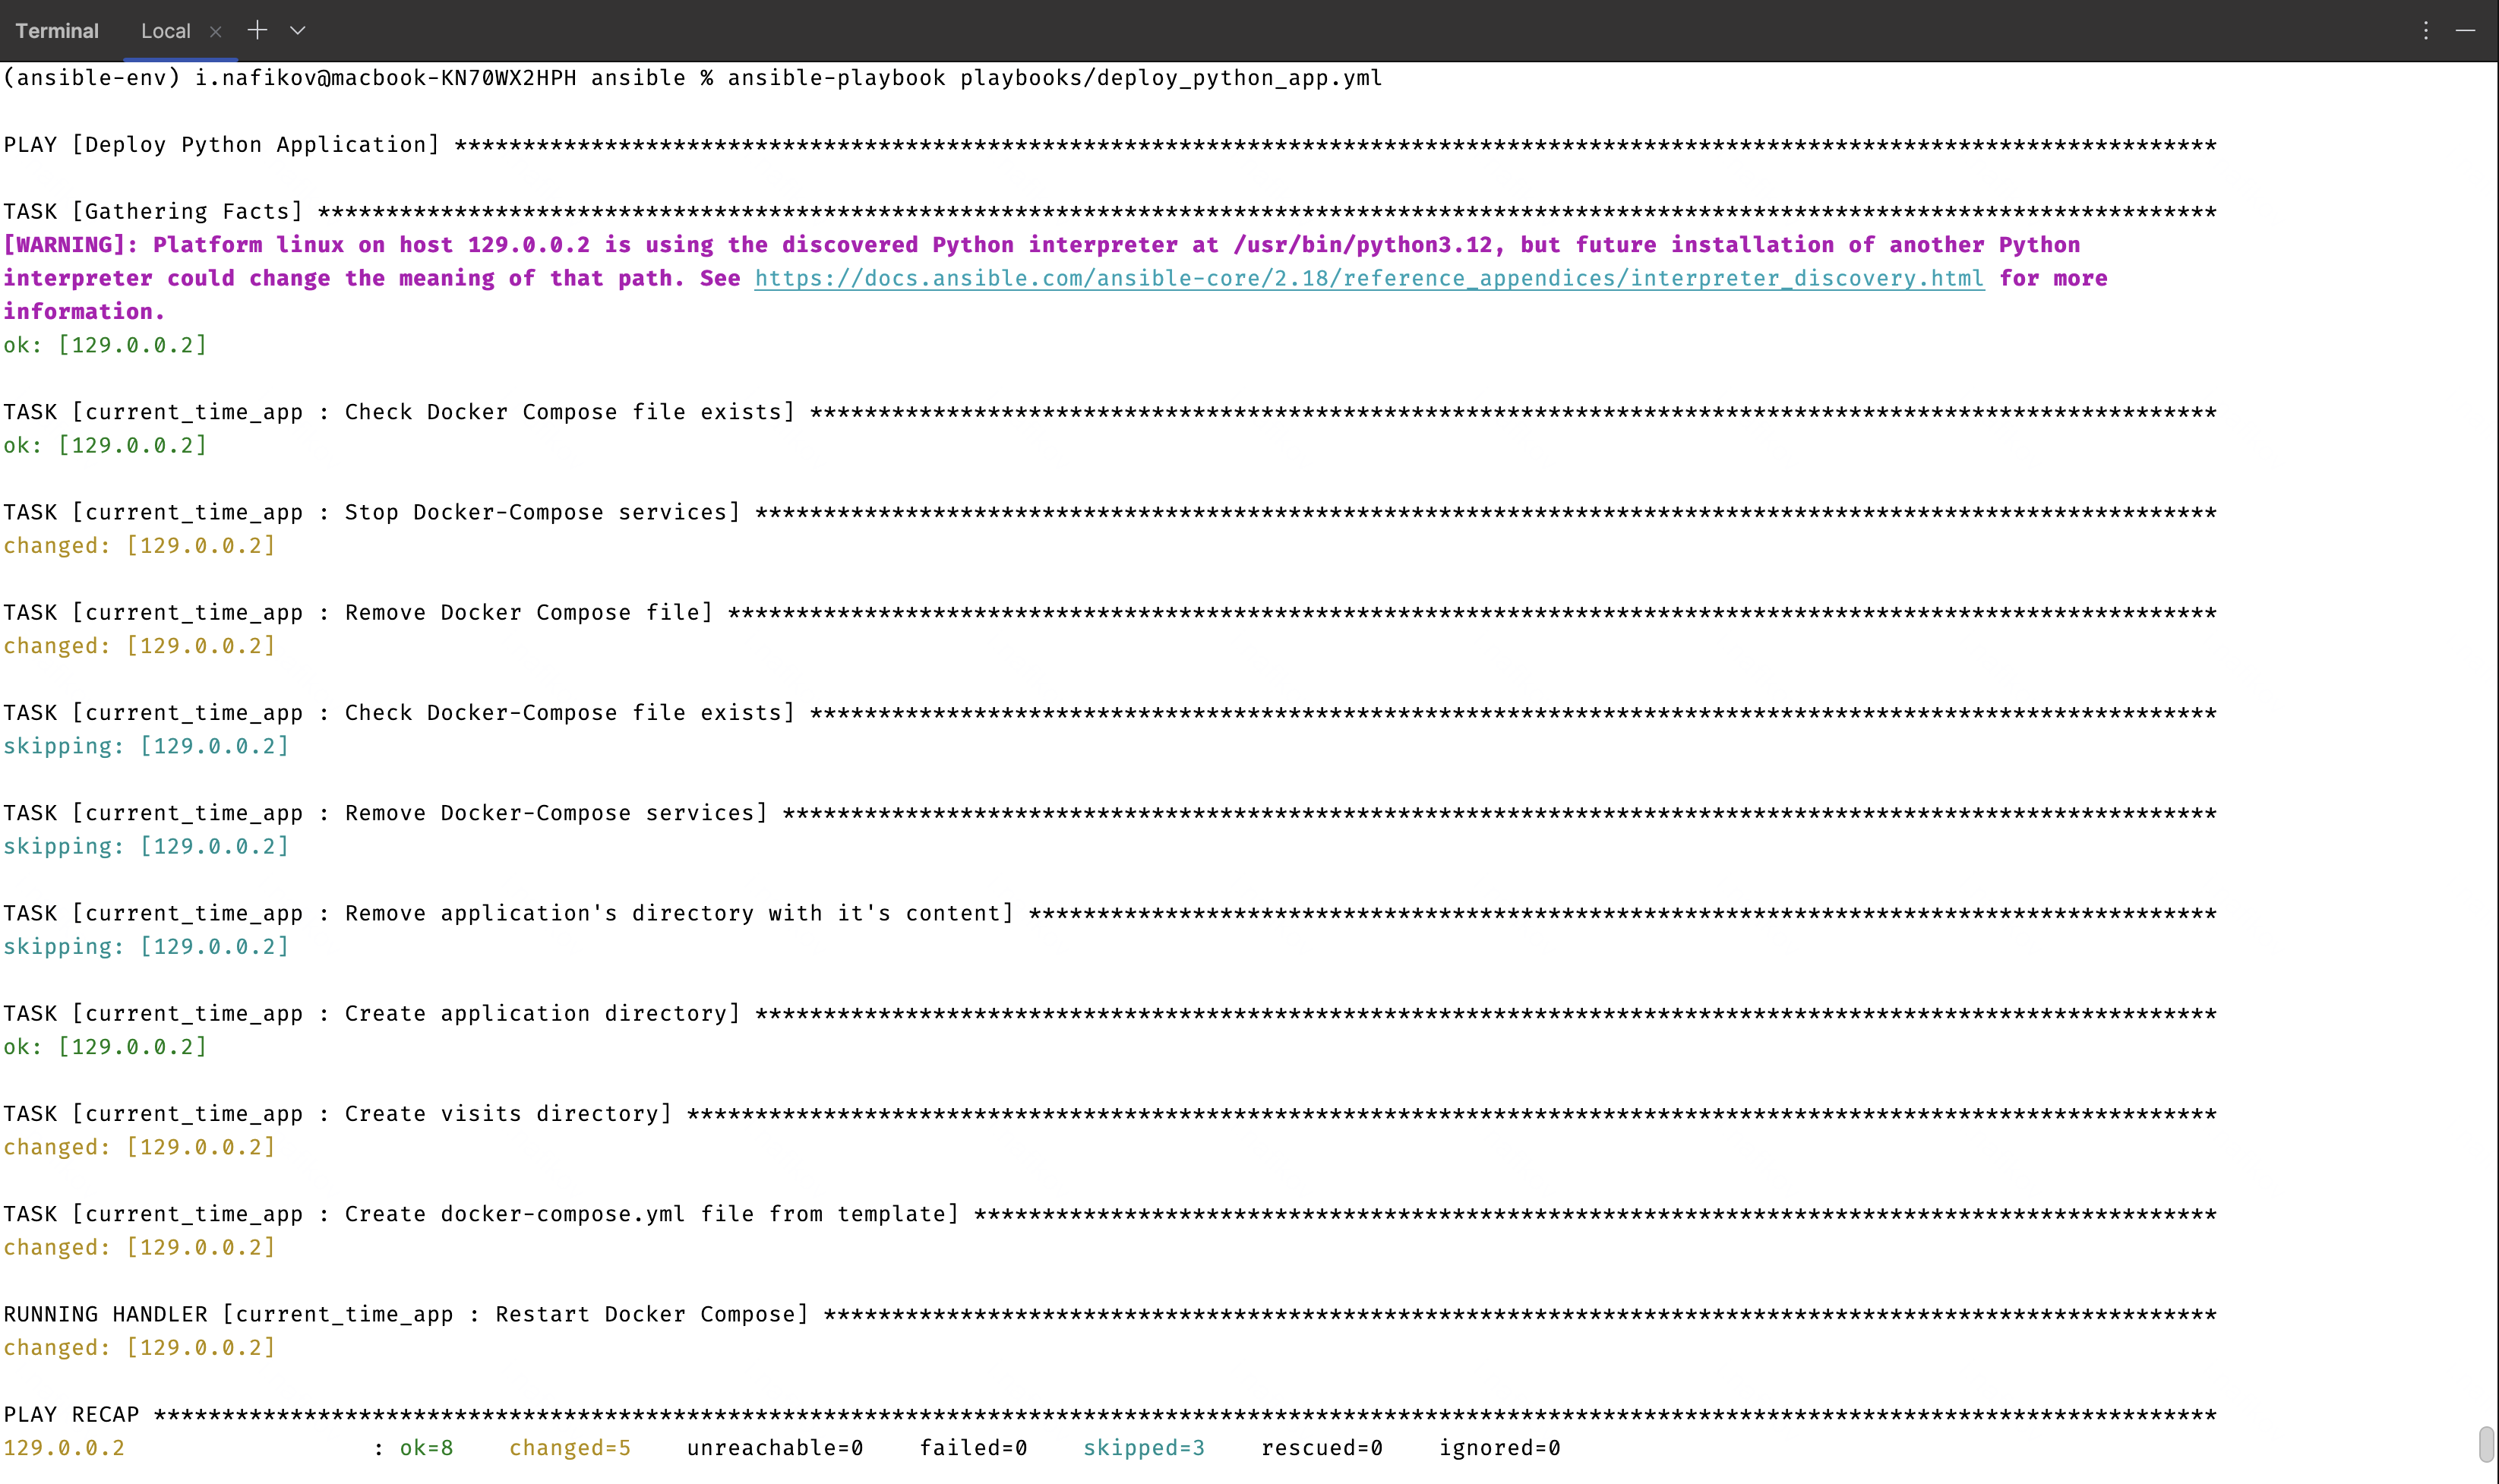 Terminal Local
(ansible-env) i.nafikov@macbook-KN70WX2HPH ansible % ansible-playbook playbooks/deploy_python_app.yml
PLAY [Deploy Python Application] *********************************************************************************************************************************
TASK [Gathering Facts] *******************************************************************************************************************************************
[WARNING]: Platform linux on host 129.0.0.2 is using the discovered Python interpreter at /usr/bin/python3.12, but future installation of another Python
interpreter could change the meaning of that path. See https://docs.ansible.com/ansible-core/2.18/reference_appendices/interpreter_discovery.html for more
information.
ok: [129.0.0.2]
TASK [current_time_app : Check Docker Compose file exists] *******************************************************************************************************
ok: [129.0.0.2]
TASK [current_time_app : Stop Docker-Compose services] ***********************************************************************************************************
changed: [129.0.0.2]
TASK [current_time_app : Remove Docker Compose file] *************************************************************************************************************
changed: [129.0.0.2]
TASK [current_time_app : Check Docker-Compose file exists] *******************************************************************************************************
skipping: [129.0.0.2]
TASK [current_time_app : Remove Docker-Compose services] *********************************************************************************************************
skipping: [129.0.0.2]
TASK [current_time_app : Remove application's directory with it's content] ***************************************************************************************
skipping: [129.0.0.2]
TASK [current_time_app : Create application directory] ***********************************************************************************************************
ok: [129.0.0.2]
TASK [current_time_app : Create visits directory] ****************************************************************************************************************
changed: [129.0.0.2]
TASK [current_time_app : Create docker-compose.yml file from template] *******************************************************************************************
changed: [129.0.0.2]
RUNNING HANDLER [current_time_app : Restart Docker Compose] ******************************************************************************************************
changed: [129.0.0.2]
PLAY RECAP *******************************************************************************************************************************************************
129.0.0.2                  : ok=8    changed=5    unreachable=0    failed=0    skipped=3    rescued=0    ignored=0